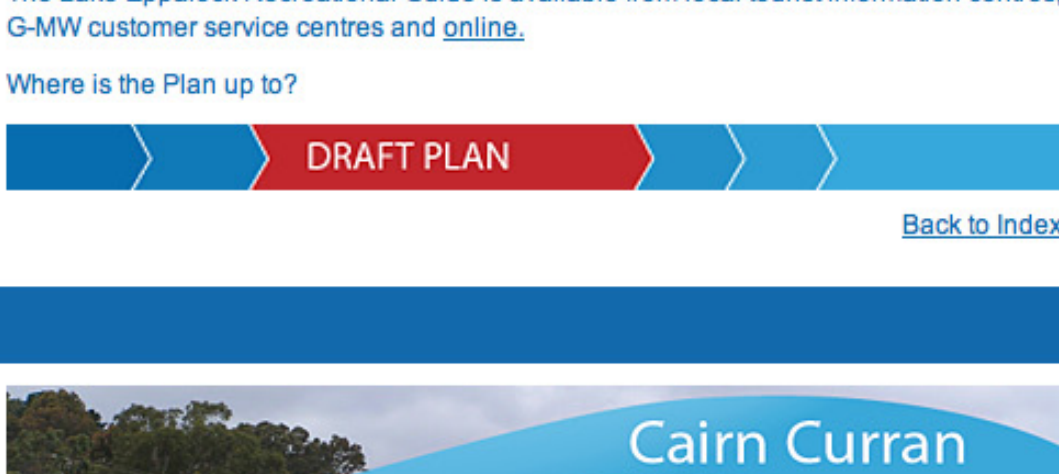 G-MW customer service centres and online.
Where is the Plan up to?
DRAFT PLAN
Back to Index
Cairn Curran